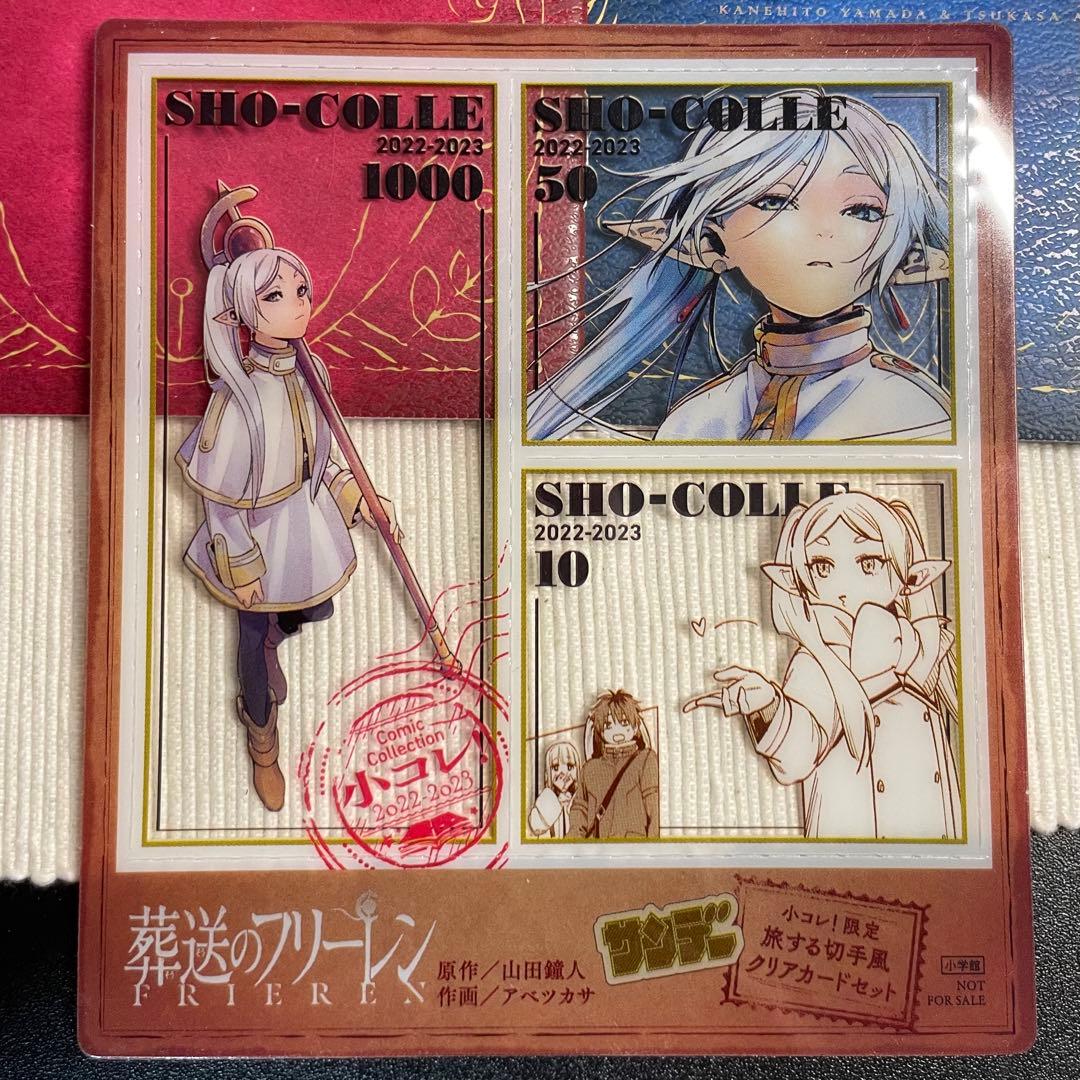 KANEHITO YAMADA & TSUKASA A
SHO-COLLE
2022-2023
1000
SHO-COLLE
2022-2023
50
SHO-COLLE
2022-2023
10
Comic
Collection
小コレ!
2022-2023
葬送のフリーレン
FRIEREN
原作/山田鐘人
作画/アベツカサ
サンデー
小コレ!限定
旅する切手風
クリアカードセット
小学館
NOT
FOR SALE